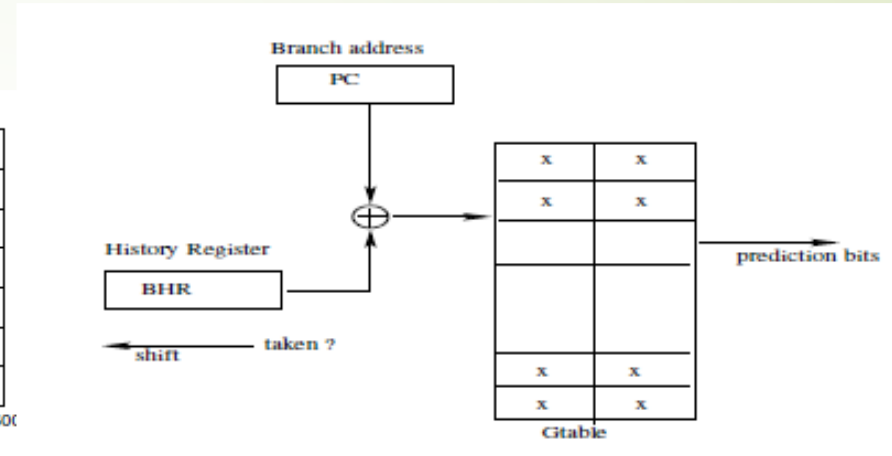 Branch address
PC
x x
x x
History Register
BHR
prediction bits
shift
taken ?
x x
x x
Gtable